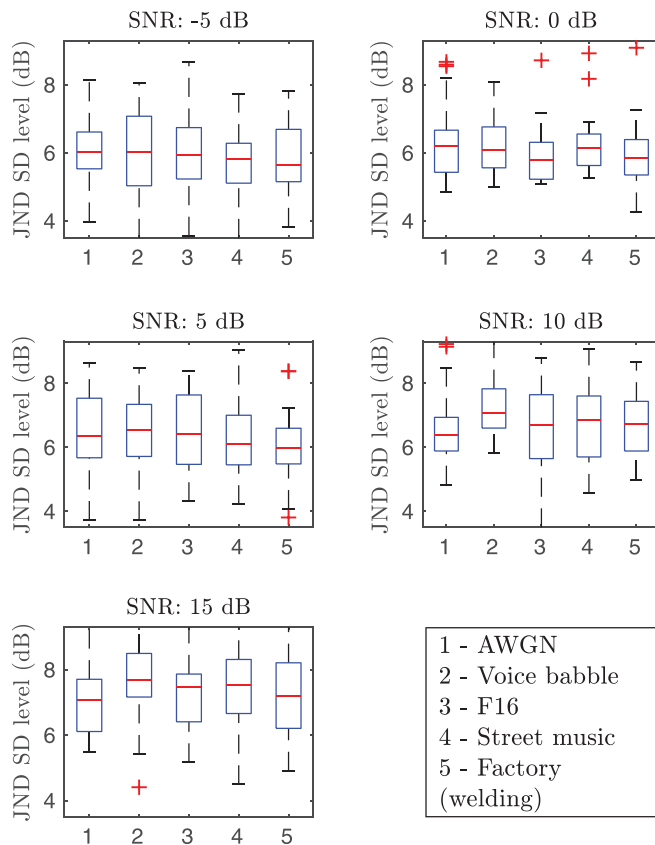 SNR: -5 dB
JND SD level (dB)
8
6
4
1 2 3 4 5
SNR: 0 dB
JND SD level (dB)
8
6
4
1 2 3 4 5
SNR: 5 dB
JND SD level (dB)
8
6
4
1 2 3 4 5
SNR: 10 dB
JND SD level (dB)
8
6
4
1 2 3 4 5
SNR: 15 dB
JND SD level (dB)
8
6
4
1 2 3 4 5
1 - AWGN
2 - Voice babble
3 - F16
4 - Street music
5 - Factory
(welding)